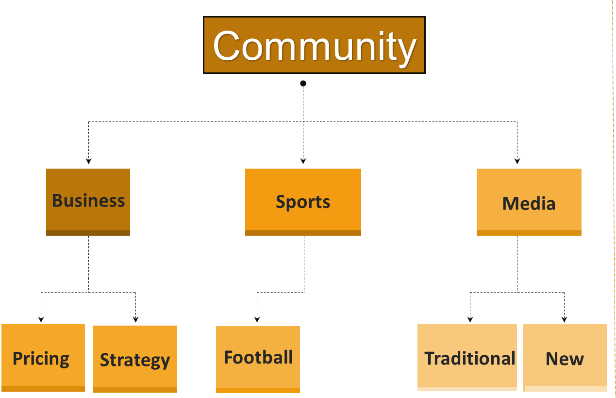 Community
Business
Sports
Media
Pricing
Strategy
Football
Traditional
New